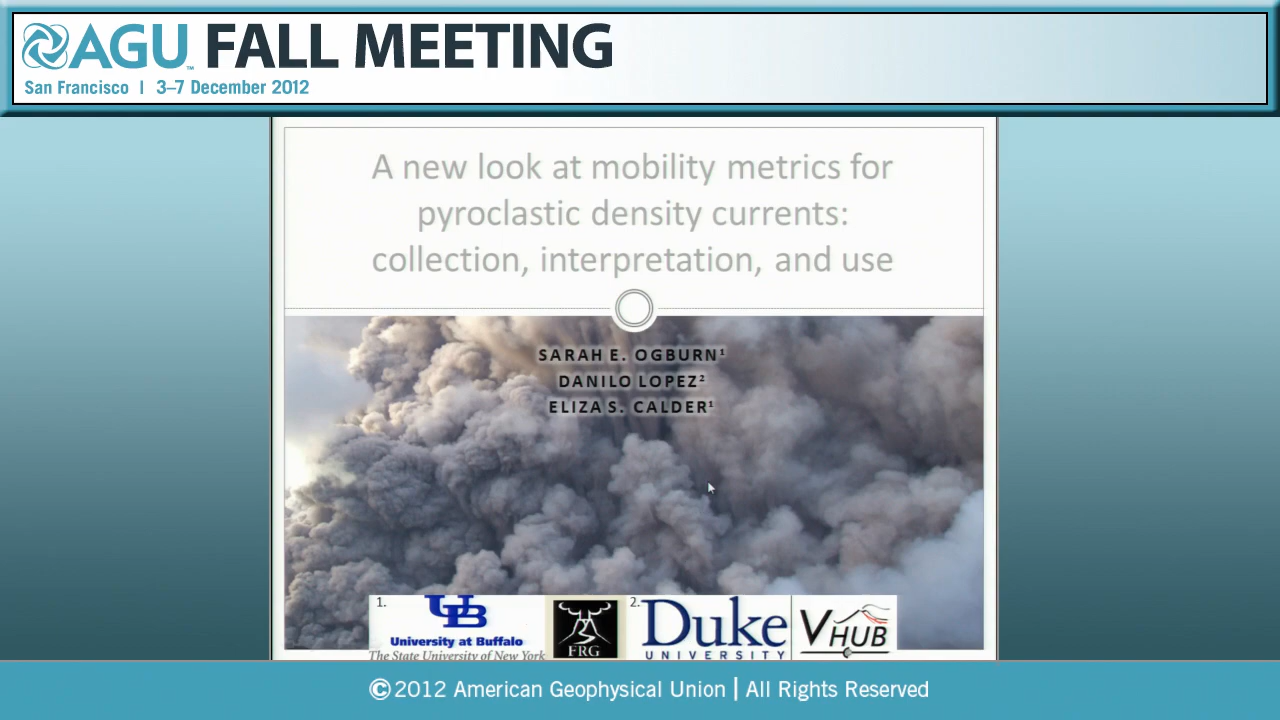 AGU™ FALL MEETING
San Francisco | 3–7 December 2012
A new look at mobility metrics for
pyroclastic density currents:
collection, interpretation, and use
SARAH E. OGBURN¹
DANILO LOPEZ²
ELIZA S. CALDER¹
1.
UB
University at Buffalo
The State University of New York
FRG
2.
Duke
UNIVERSITY
VHUB
©2012 American Geophysical Union | All Rights Reserved